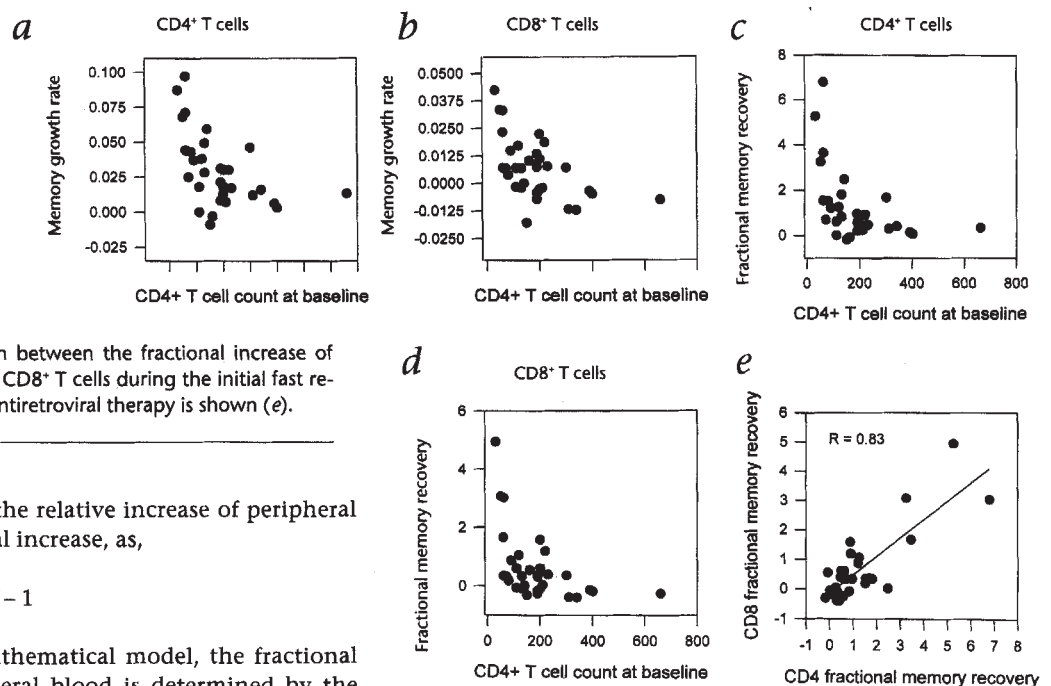 a
CD4⁺ T cells
Memory growth rate
0.100
0.075
0.050
0.025
0.000
-0.025
CD4+ T cell count at baseline
b
CD8⁺ T cells
Memory growth rate
0.0500
0.0375
0.0250
0.0125
0.0000
-0.0125
-0.0250
CD4+ T cell count at baseline
c
CD4⁺ T cells
Fractional memory recovery
8
6
4
2
0
0 200 400 600 800
CD4+ T cell count at baseline
between the fractional increase of
CD8⁺ T cells during the initial fast re-
ntiretroviral therapy is shown (e).
the relative increase of peripheral
al increase, as,
– 1
thematical model, the fractional
eral blood is determined by the
d
CD8⁺ T cells
Fractional memory recovery
6
4
2
0
0 200 400 600 800
CD4+ T cell count at baseline
e
CD8 fractional memory recovery
R = 0.83
6
5
4
3
2
1
0
-1
-1 0 1 2 3 4 5 6 7 8
CD4 fractional memory recovery